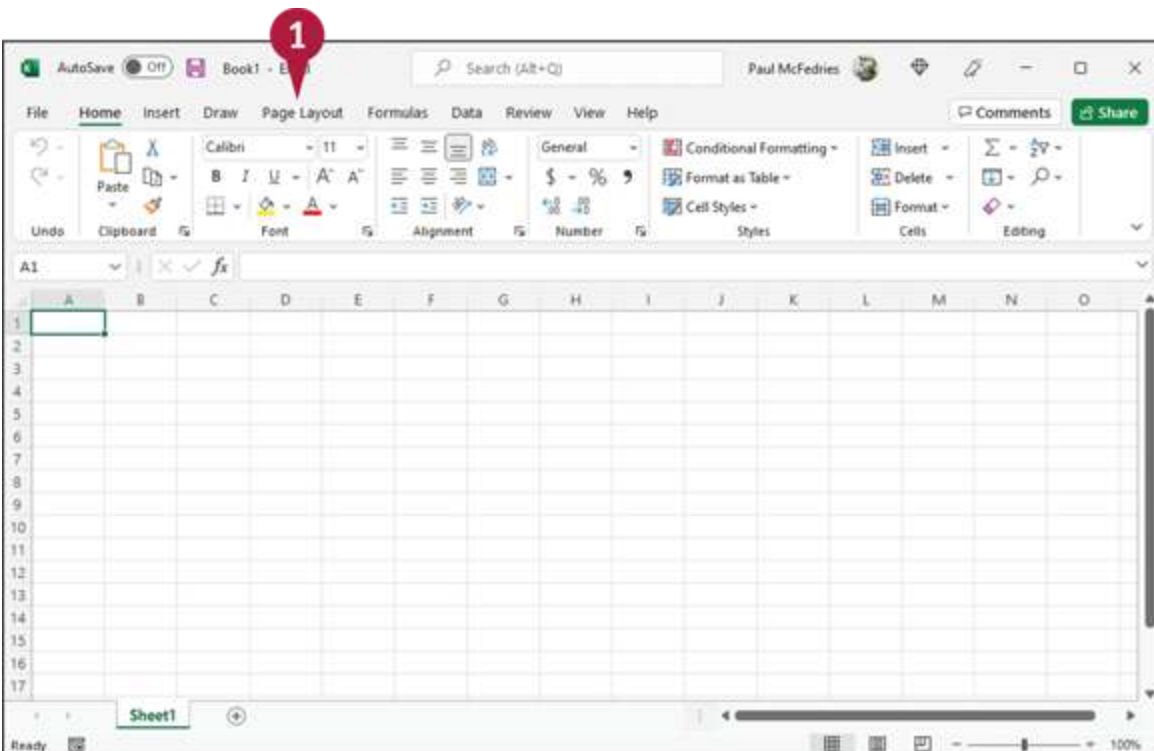 1
AutoSave Off Book1 - E l Search (Alt+Q) Paul McFedries
File Home Insert Draw Page Layout Formulas Data Review View Help Comments Share
Calibri 11 General Conditional Formatting Insert
Paste B I U A A $ % Format as Table Delete
Cell Styles Format
Undo Clipboard Font Alignment Number Styles Cells Editing
A1 fx
A B C D E F G H I J K L M N O
1
2
3
4
5
6
7
8
9
10
11
12
13
14
15
16
17
Sheet1
Ready 100%